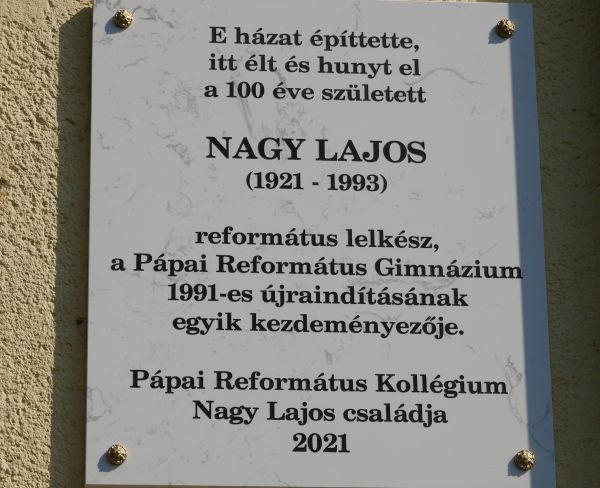 E házat építtette,
itt élt és hunyt el
a 100 éve született
NAGY LAJOS
(1921 - 1993)
református lelkész,
a Pápai Református Gimnázium
1991-es újraindításának
egyik kezdeményezője.
Pápai Református Kollégium
Nagy Lajos családja
2021